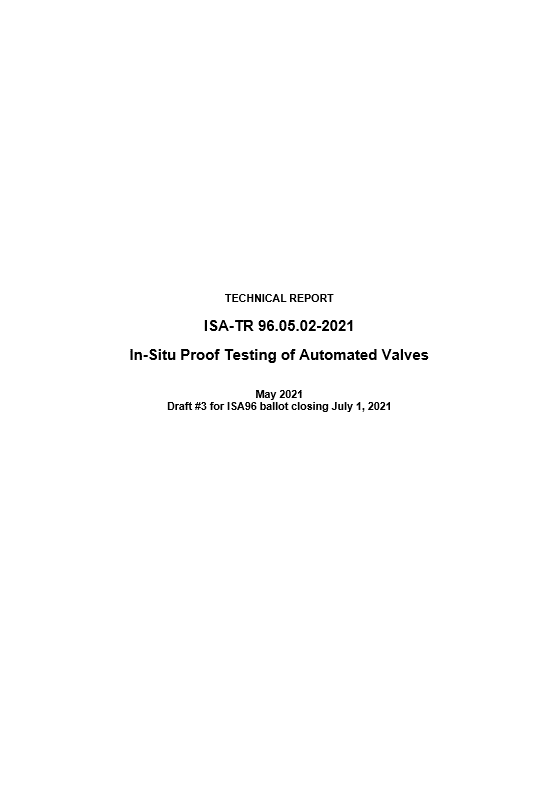 TECHNICAL REPORT
ISA-TR 96.05.02-2021
In-Situ Proof Testing of Automated Valves
May 2021
Draft #3 for ISA96 ballot closing July 1, 2021